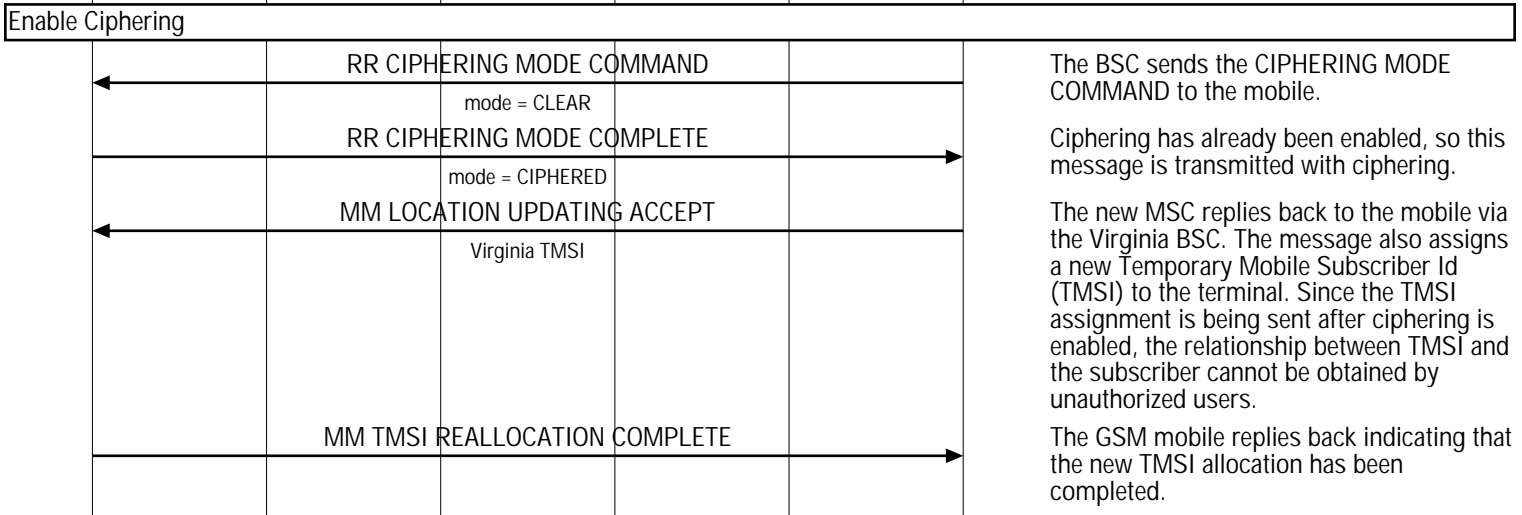 Enable Ciphering
RR CIPHERING MODE COMMAND
mode = CLEAR
The BSC sends the CIPHERING MODE
COMMAND to the mobile.
RR CIPHERING MODE COMPLETE
mode = CIPHERED
Ciphering has already been enabled, so this
message is transmitted with ciphering.
MM LOCATION UPDATING ACCEPT
Virginia TMSI
The new MSC replies back to the mobile via
the Virginia BSC. The message also assigns
a new Temporary Mobile Subscriber Id
(TMSI) to the terminal. Since the TMSI
assignment is being sent after ciphering is
enabled, the relationship between TMSI and
the subscriber cannot be obtained by
unauthorized users.
MM TMSI REALLOCATION COMPLETE
The GSM mobile replies back indicating that
the new TMSI allocation has been
completed.